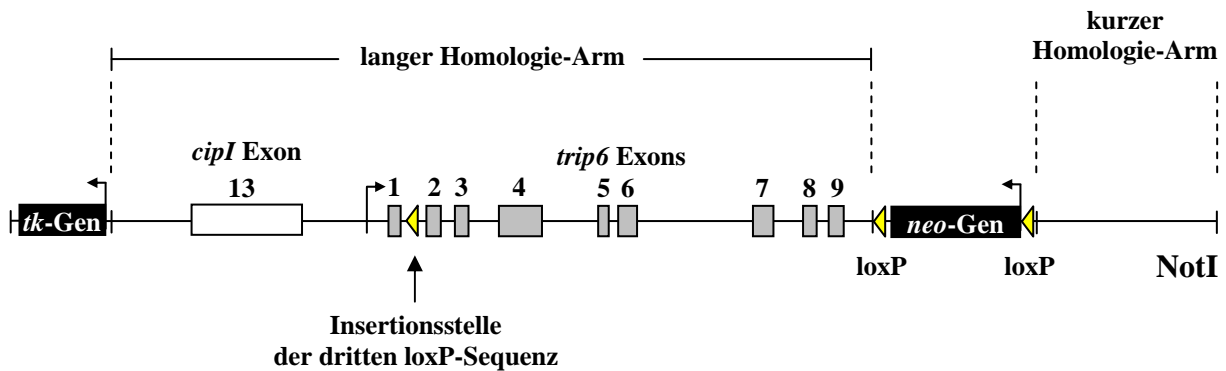 kurzer
Homologie-Arm
langer Homologie-Arm
cipI Exon
trip6 Exons
13
1
2
3
4
5
6
7
8
9
tk-Gen
neo-Gen
loxP
loxP
NotI
Insertionsstelle
der dritten loxP-Sequenz